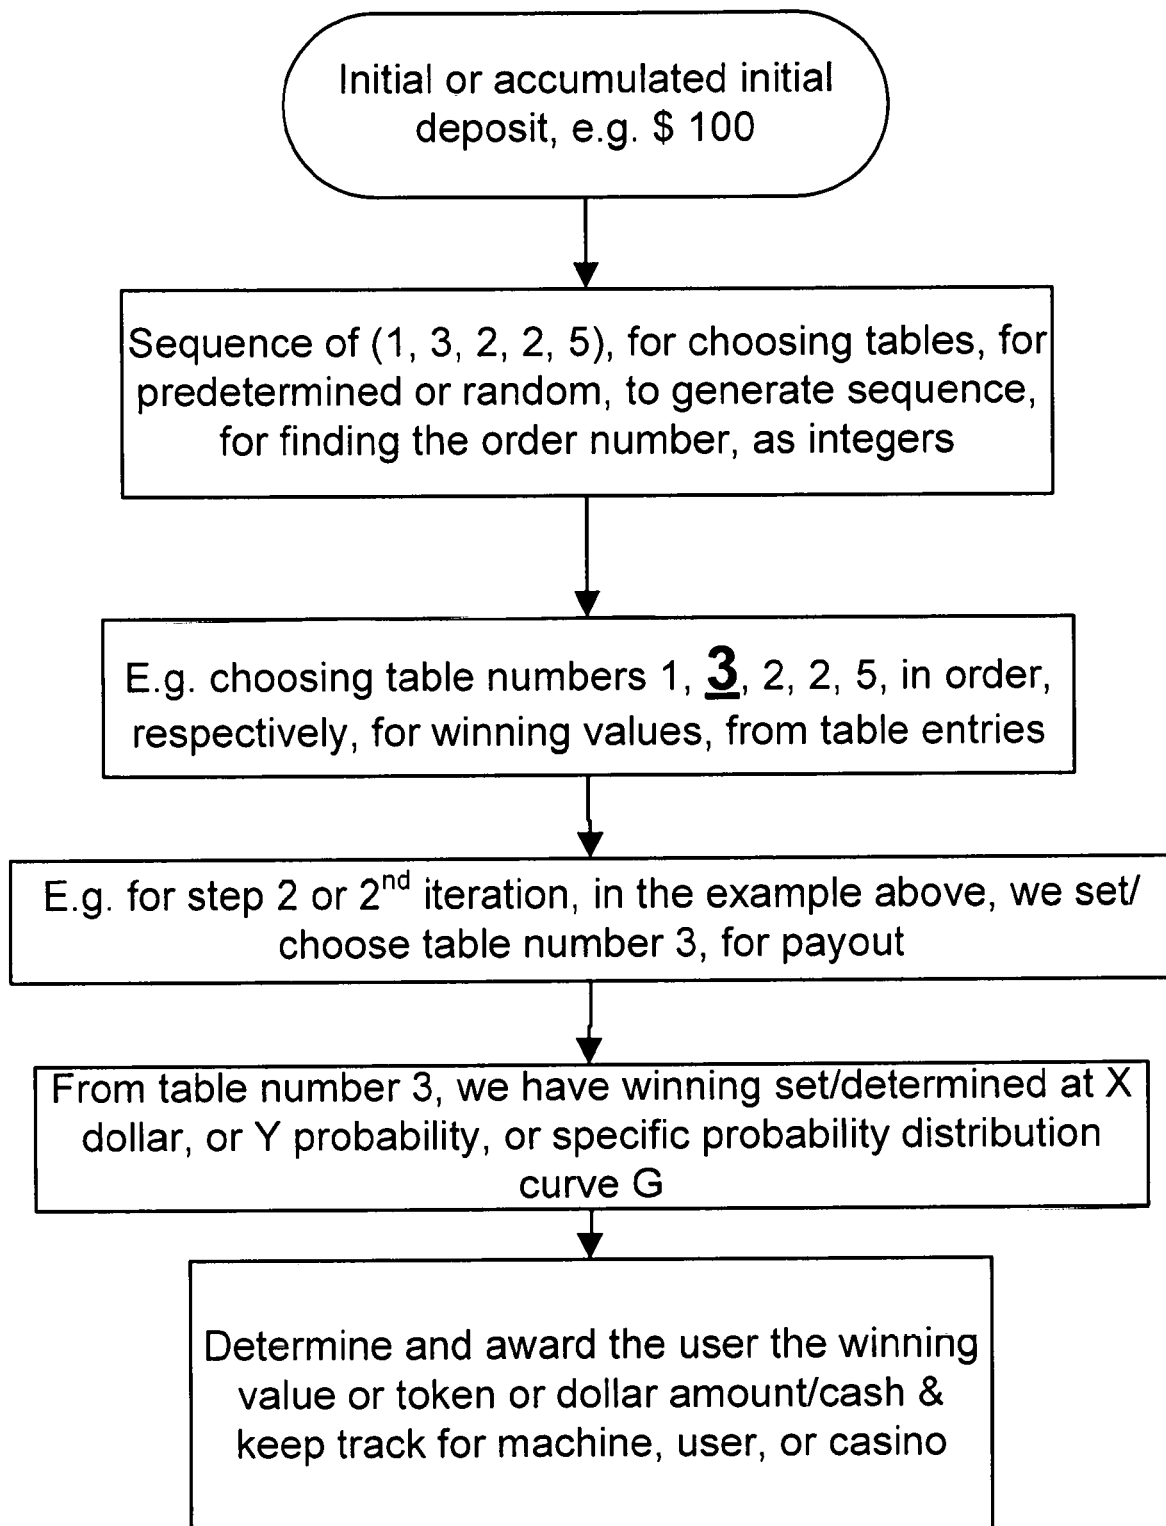 Initial or accumulated initial
deposit, e.g. $ 100
Sequence of (1, 3, 2, 2, 5), for choosing tables, for
predetermined or random, to generate sequence,
for finding the order number, as integers
E.g. choosing table numbers 1, 3, 2, 2, 5, in order,
respectively, for winning values, from table entries
E.g. for step 2 or 2nd iteration, in the example above, we set/
choose table number 3, for payout
From table number 3, we have winning set/determined at X
dollar, or Y probability, or specific probability distribution
curve G
Determine and award the user the winning
value or token or dollar amount/cash &
keep track for machine, user, or casino